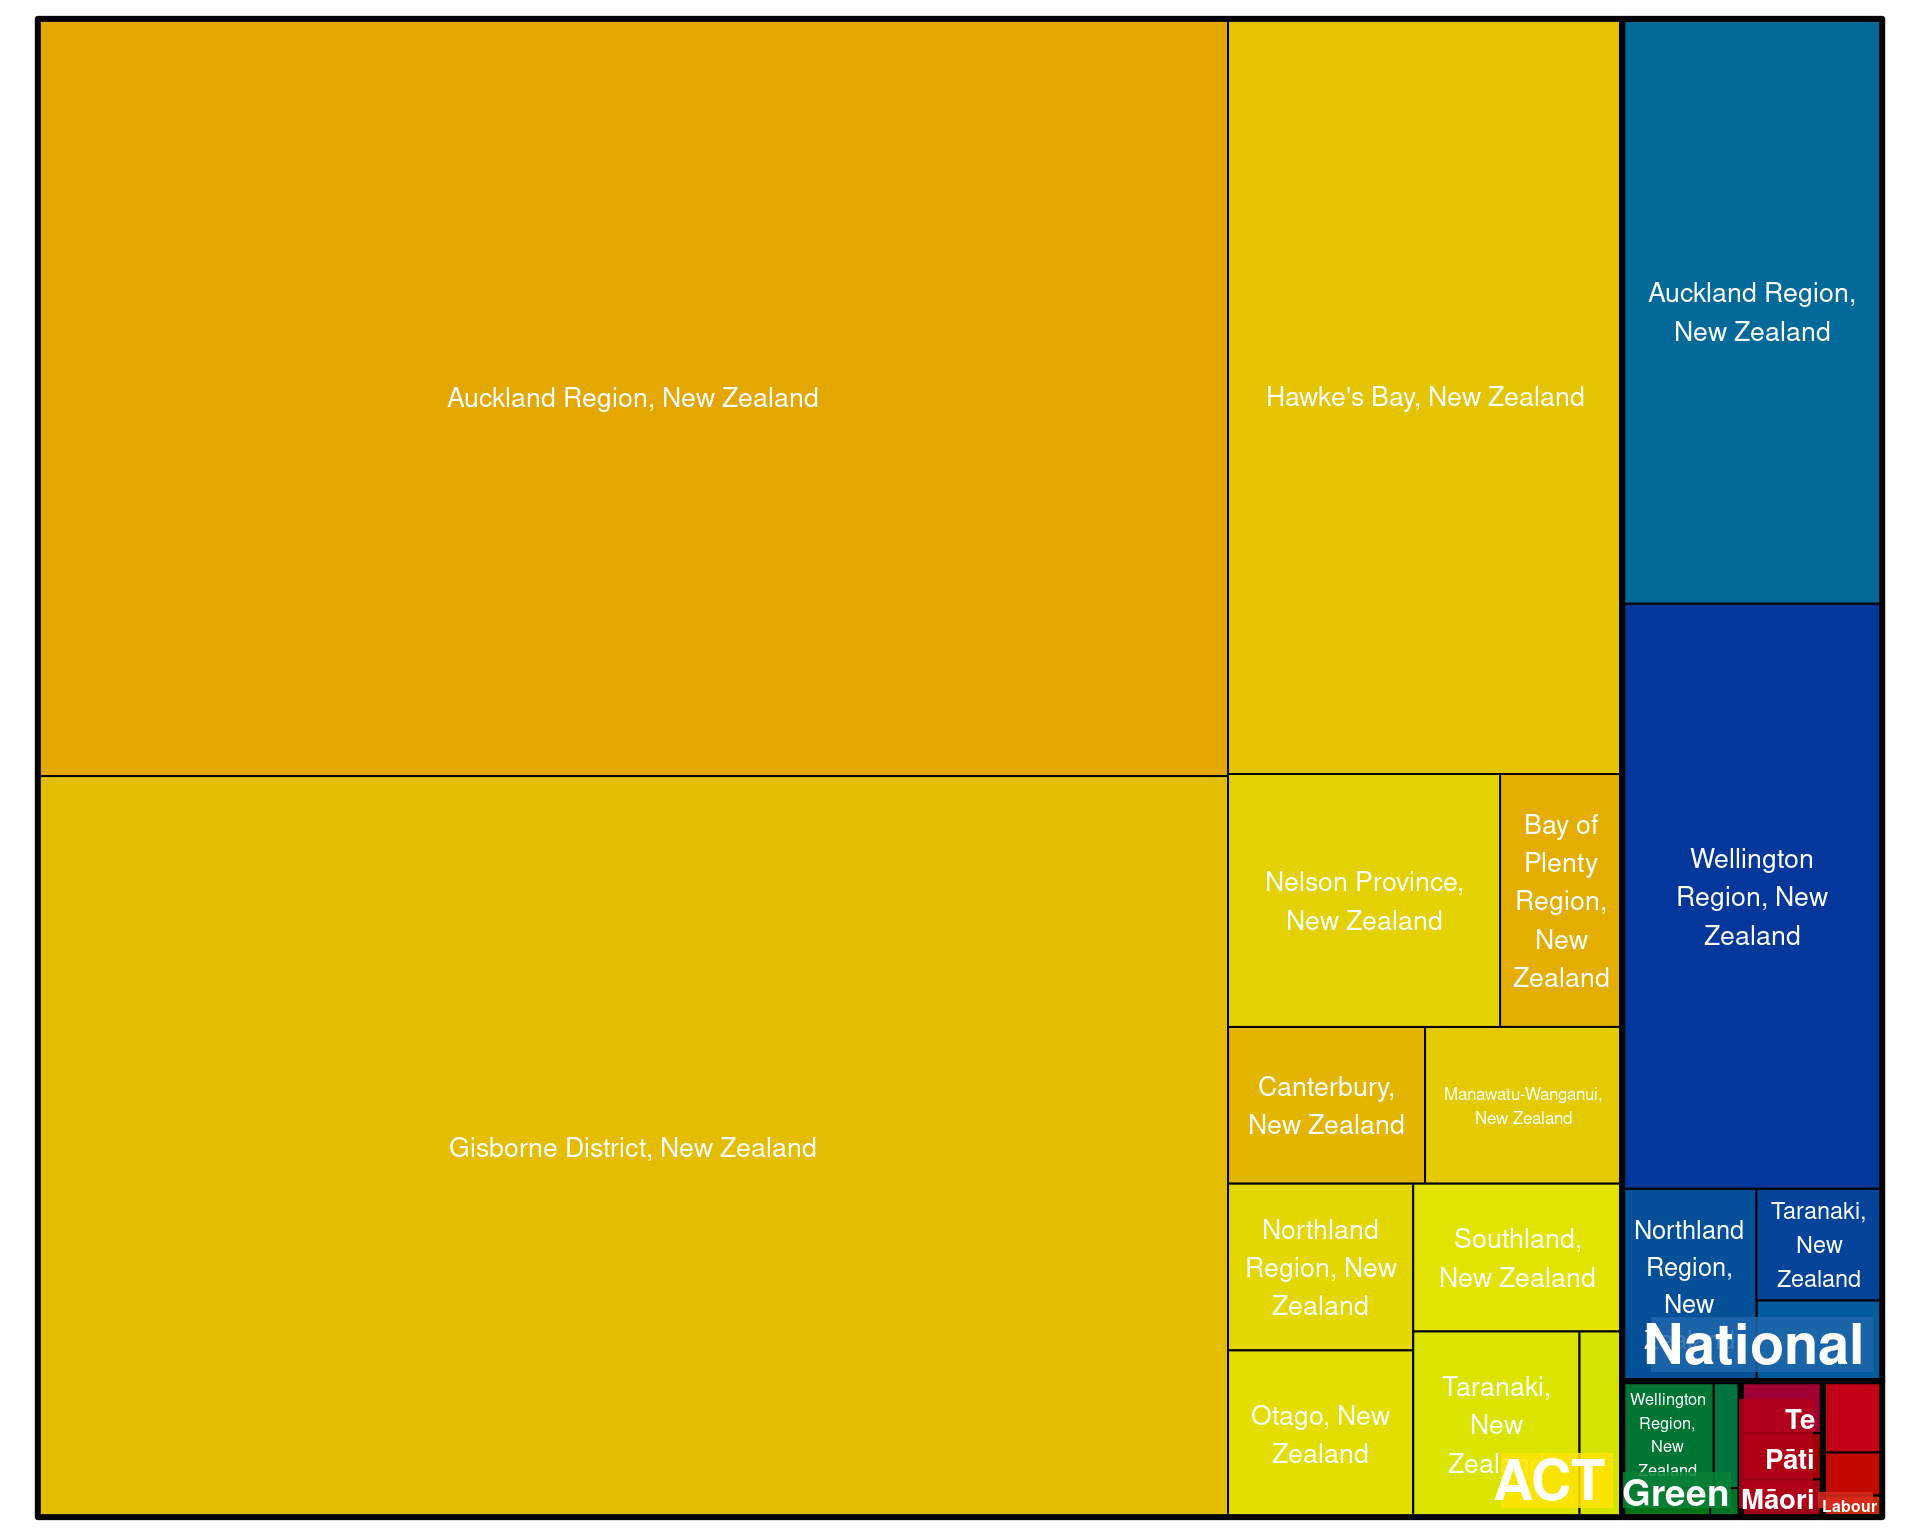 Auckland Region, New Zealand
Gisborne District, New Zealand
Hawke's Bay, New Zealand
Nelson Province,
New Zealand
Bay of
Plenty
Region,
New
Zealand
Canterbury,
New Zealand
Manawatu-Wanganui,
New Zealand
Northland
Region, New
Zealand
Southland,
New Zealand
Otago, New
Zealand
Taranaki,
New
Zealand
ACT
Auckland Region,
New Zealand
Wellington
Region, New
Zealand
Northland
Region,
New
Zealand
Taranaki,
New
Zealand
National
Wellington
Region,
New
Zealand
Green
Te
Pāti
Māori
Labour